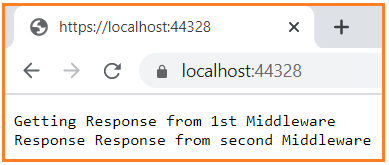 https://localhost:44328
localhost:44328
Getting Response from 1st Middleware
Response Response from second Middleware